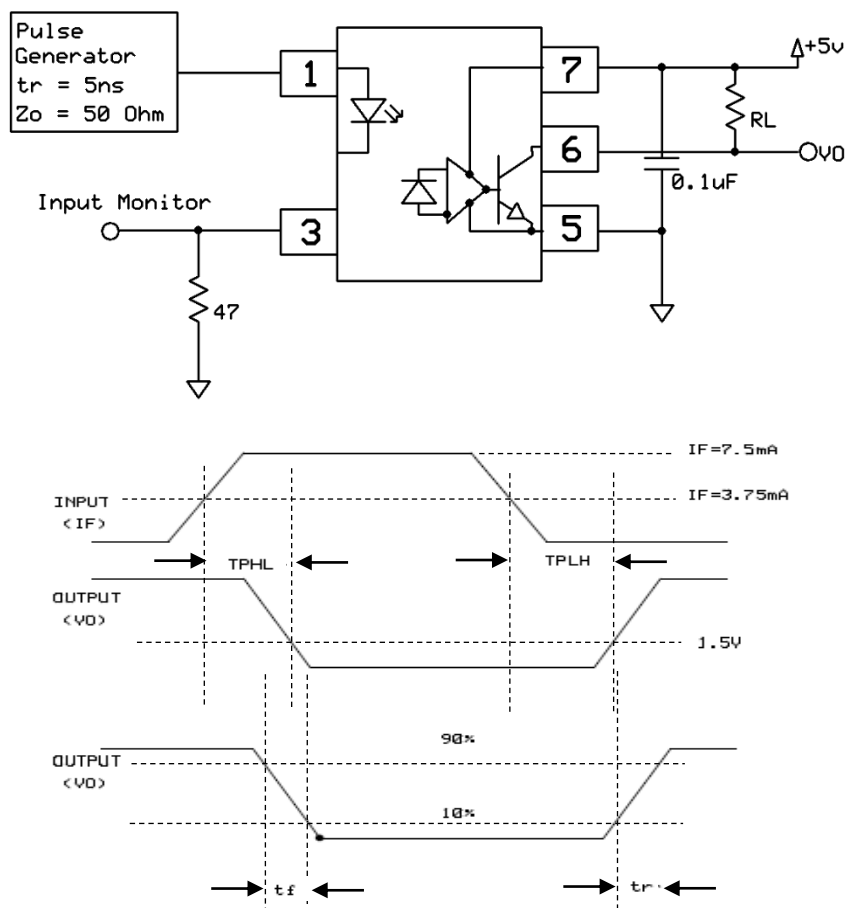 Pulse
Generator
tr = 5ns
Zo = 50 Ohm
1
7
+5v
RL
6
VO
0.1uF
Input Monitor
3
5
47
IF=7.5mA
INPUT
(IF)
IF=3.75mA
TPHL
TPLH
OUTPUT
(VO)
1.5V
90%
OUTPUT
(VO)
10%
tf
tr